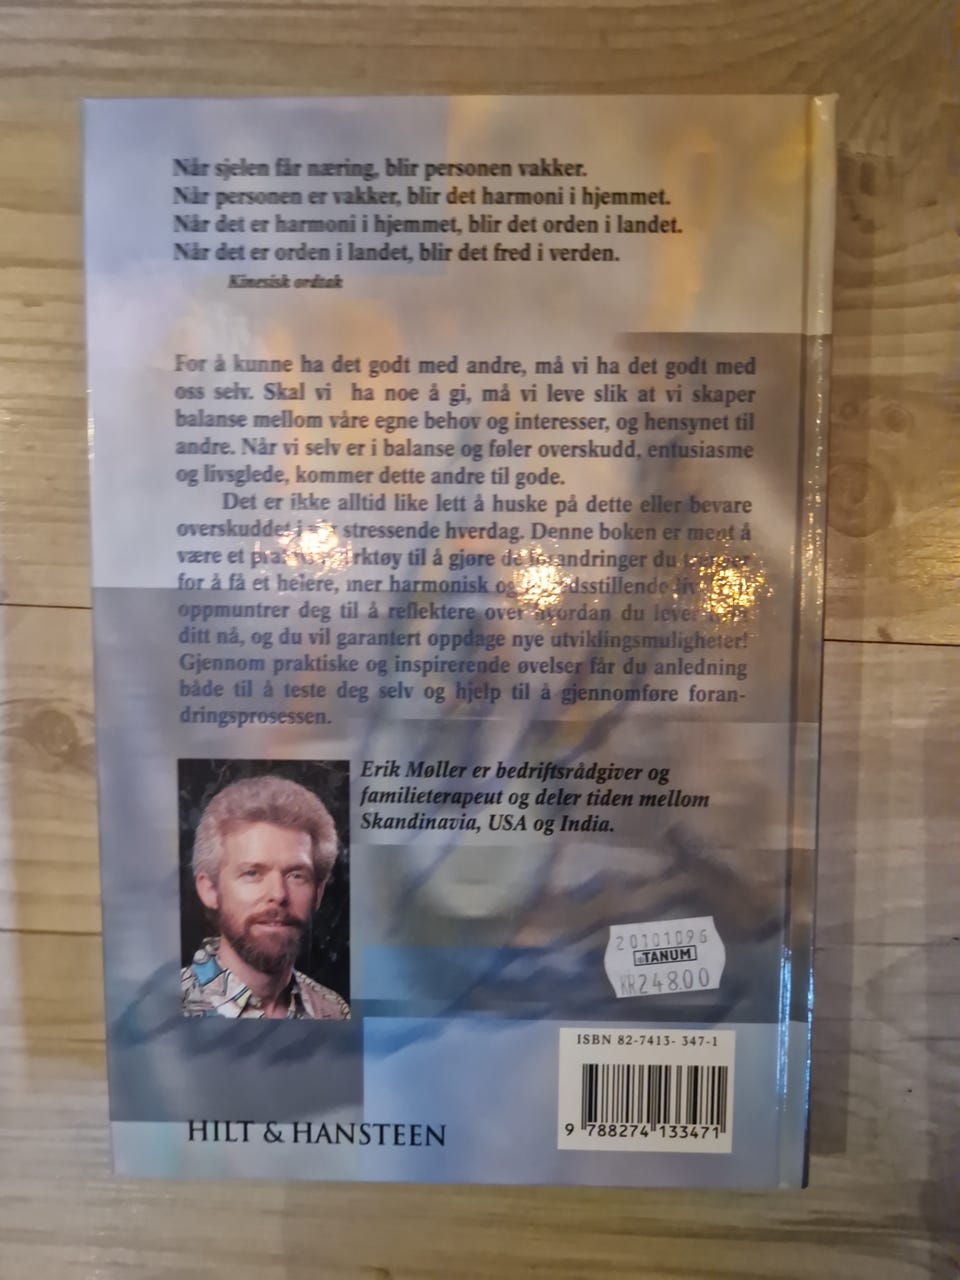 Når sjelen får næring, blir personen vakker.
Når personen er vakker, blir det harmoni i hjemmet.
Når det er harmoni i hjemmet, blir det orden i landet.
Når det er orden i landet, blir det fred i verden.
Kinesisk ordtak
For å kunne ha det godt med andre, må vi ha det godt med
oss selv. Skal vi ha noe å gi, må vi leve slik at vi skaper
balanse mellom våre egne behov og interesser, og hensynet til
andre. Når vi selv er i balanse og føler overskudd, entusiasme
og livsglede, kommer dette andre til gode.
Det er ikke alltid like lett å huske på dette eller bevare
overskuddet i stressende hverdag. Denne boken er ment å
være et til å gjøre de forandringer du
for å få et helere, mer harmonisk og
oppmuntrer deg til å reflektere over hvordan du lever
ditt nå, og du vil garantert oppdage nye utviklingsmuligheter!
Gjennom praktiske og inspirerende øvelser får du anledning
både til å teste deg selv og hjelp til å gjennomføre foran-
dringsprosessen.
Erik Møller er bedriftsrådgiver og
familieterapeut og deler tiden mellom
Skandinavia, USA og India.
20101096
TANUM
KR248.00
ISBN 82-7413- 347-1
9 788274 133471
HILT & HANSTEEN